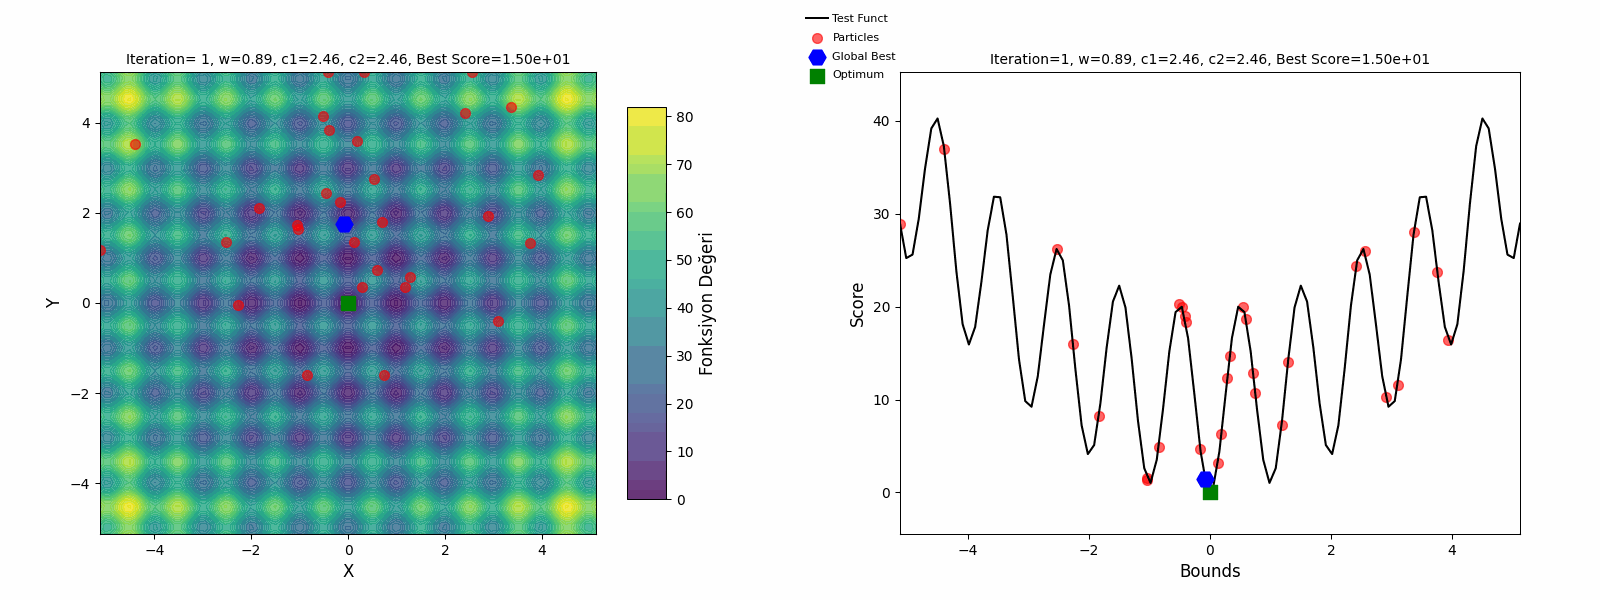 Iteration= 1, w=0.89, c1=2.46, c2=2.46, Best Score=1.50e+01
4
2
0
−2
−4
Y
−4
−2
0
2
4
X
80
70
60
50
40
30
20
10
0
Fonksiyon Değeri
Test Funct
Particles
Global Best
Optimum
Iteration=1, w=0.89, c1=2.46, c2=2.46, Best Score=1.50e+01
40
30
20
10
0
Score
−4
−2
0
2
4
Bounds